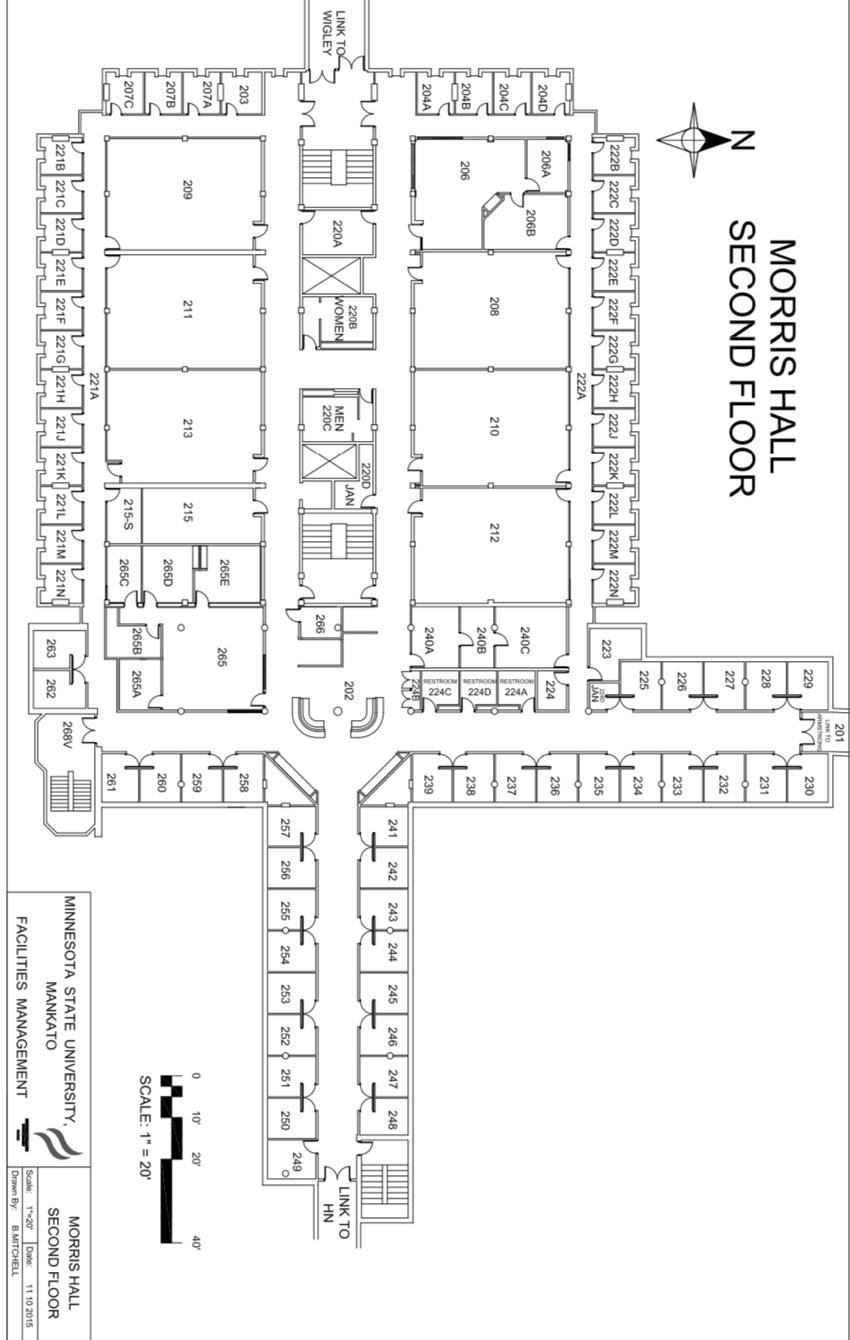 LINK TO
WIGLEY
N
MORRIS HALL
SECOND FLOOR
207C
207B
207A
203
204A
204B
204C
204D
221B
221C
221D
221E
221F
221G
221H
221J
221K
221L
221M
221N
221A
209
211
213
215
215-S
265C
265D
265E
265B
265A
265
263
262
268V
220A
220B
WOMEN
MEN
220C
220D
JAN
266
202
206
206A
206B
208
210
212
240A
240B
240C
RESTROOM
224C
RESTROOM
224D
RESTROOM
224A
224B
224
222A
222B
222C
222D
222E
222F
222G
222H
222J
222K
222L
222M
222N
223
JAN
225
226
227
228
229
201
LINK TO
ARMSTRONG
261
260
259
258
239
238
237
236
235
234
233
232
231
230
257
256
255
254
253
252
251
250
249
241
242
243
244
245
246
247
248
LINK TO
HN
0
10'
20'
40'
SCALE: 1" = 20'
MINNESOTA STATE UNIVERSITY,
MANKATO
FACILITIES MANAGEMENT
MORRIS HALL
SECOND FLOOR
Scale: 1"=20' Date: 11 10 2015
Drawn By: B.MITCHELL